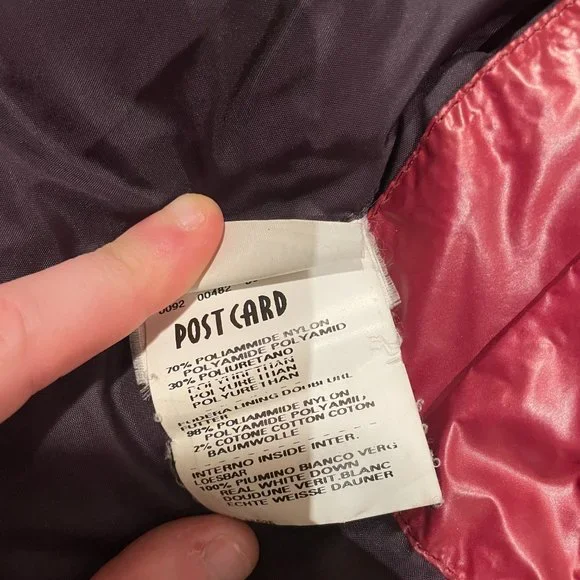 0092 00482
POST CARD
70% POLIAMMIDE NYLON
POLYAMIDE POLYAMID
30% POLIURETANO
POLYURETHAN
POLYURETHAN
FODERA LINING DOUBLURE
FUTTER
98% POLIAMMIDE NYLON
POLYAMIDE POLYAMID
2% COTONE COTTON COTON
BAUMWOLLE
INTERNO INSIDE INTER.
LOESBAR
100% PIUMINO BIANCO VERG
REAL WHITE DOWN
DOUDUNE VERIT.BLANC
ECHTE WEISSE DAUNER